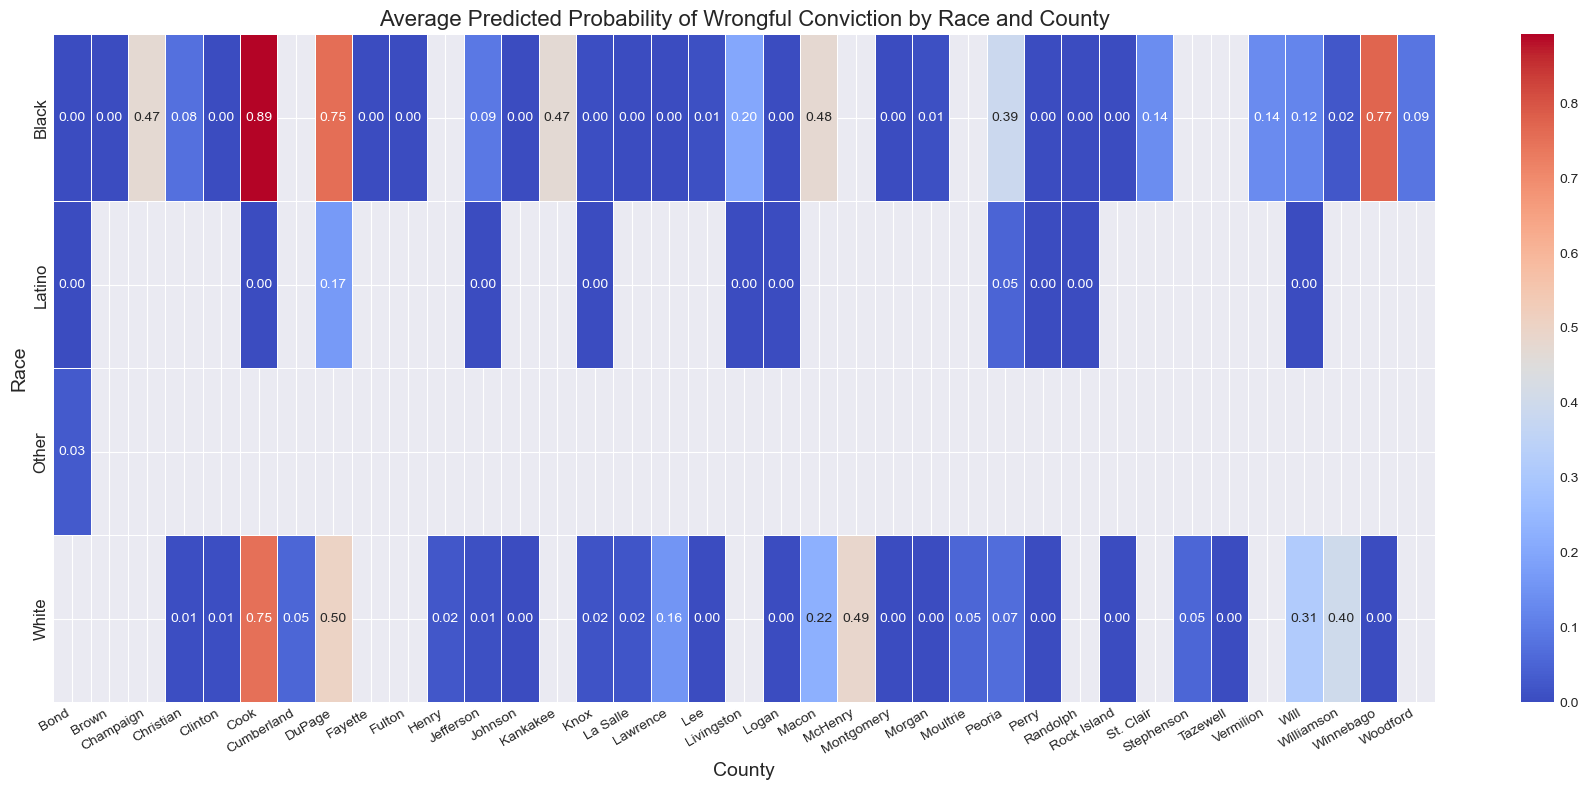 Average Predicted Probability of Wrongful Conviction by Race and County
Black
0.00 0.00 0.47 0.08 0.00 0.89 0.75 0.00 0.00 0.09 0.00 0.47 0.00 0.00 0.00 0.01 0.20 0.00 0.48 0.00 0.01 0.39 0.00 0.00 0.00 0.14 0.14 0.12 0.02 0.77 0.09
Latino
0.00 0.00 0.17 0.00 0.00 0.00 0.00 0.05 0.00 0.00 0.00
Race
Other
0.03
White
0.01 0.01 0.75 0.05 0.50 0.02 0.01 0.00 0.02 0.02 0.16 0.00 0.00 0.22 0.49 0.00 0.00 0.05 0.07 0.00 0.00 0.05 0.00 0.31 0.40 0.00
Bond
Brown
Champaign
Christian
Clinton
Cook
Cumberland
DuPage
Fayette
Fulton
Henry
Jefferson
Johnson
Kankakee
Knox
La Salle
Lawrence
Lee
Livingston
Logan
Macon
McHenry
Montgomery
Morgan
Moultrie
Peoria
Perry
Randolph
Rock Island
St. Clair
Stephenson
Tazewell
Vermilion
Will
Williamson
Winnebago
Woodford
County
0.8
0.7
0.6
0.5
0.4
0.3
0.2
0.1
0.0